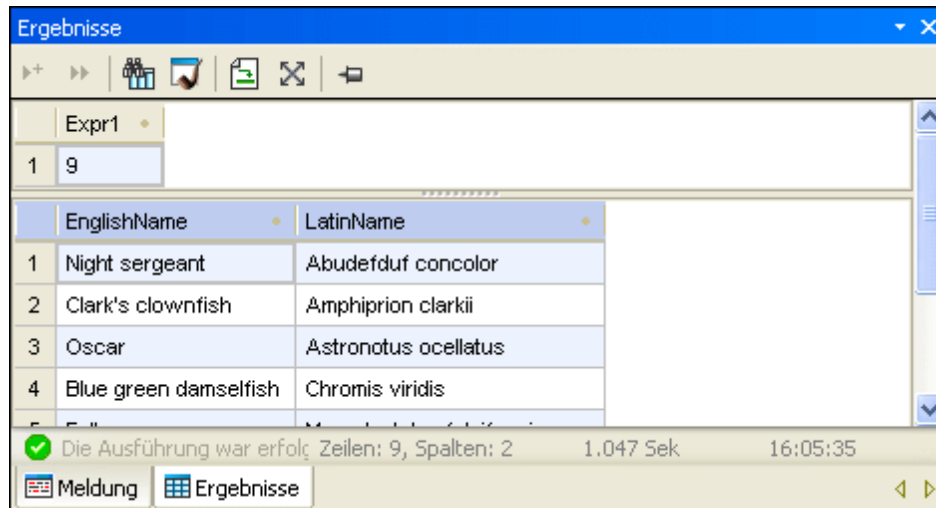 Ergebnisse
Expr1
1 9
EnglishName LatinName
1 Night sergeant Abudefduf concolor
2 Clark's clownfish Amphiprion clarkii
3 Oscar Astronotus ocellatus
4 Blue green damselfish Chromis viridis
Die Ausführung war erfolg Zeilen: 9, Spalten: 2 1.047 Sek 16:05:35
Meldung Ergebnisse